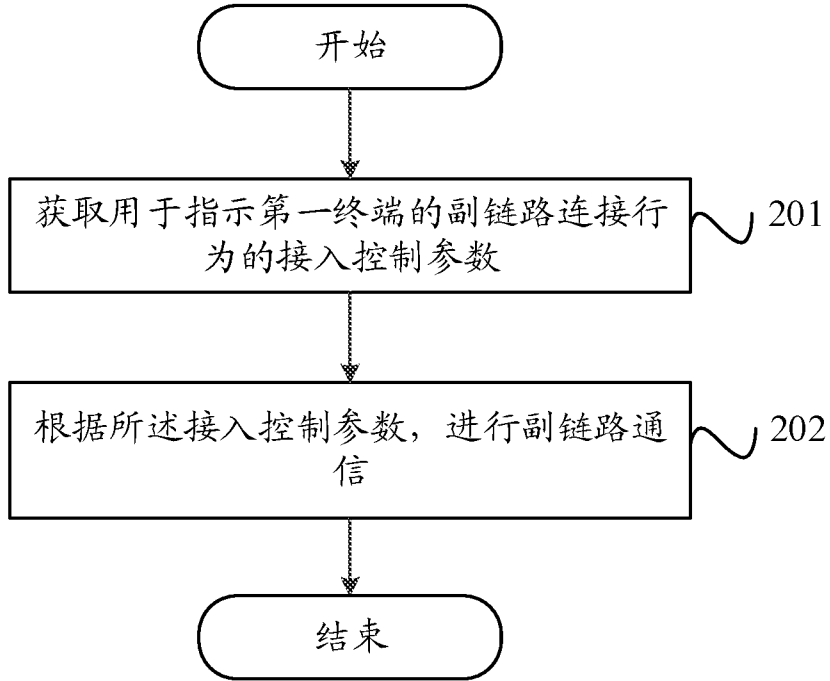 开始
获取用于指示第一终端的副链路连接行
为的接入控制参数
201
根据所述接入控制参数，进行副链路通
信
202
结束